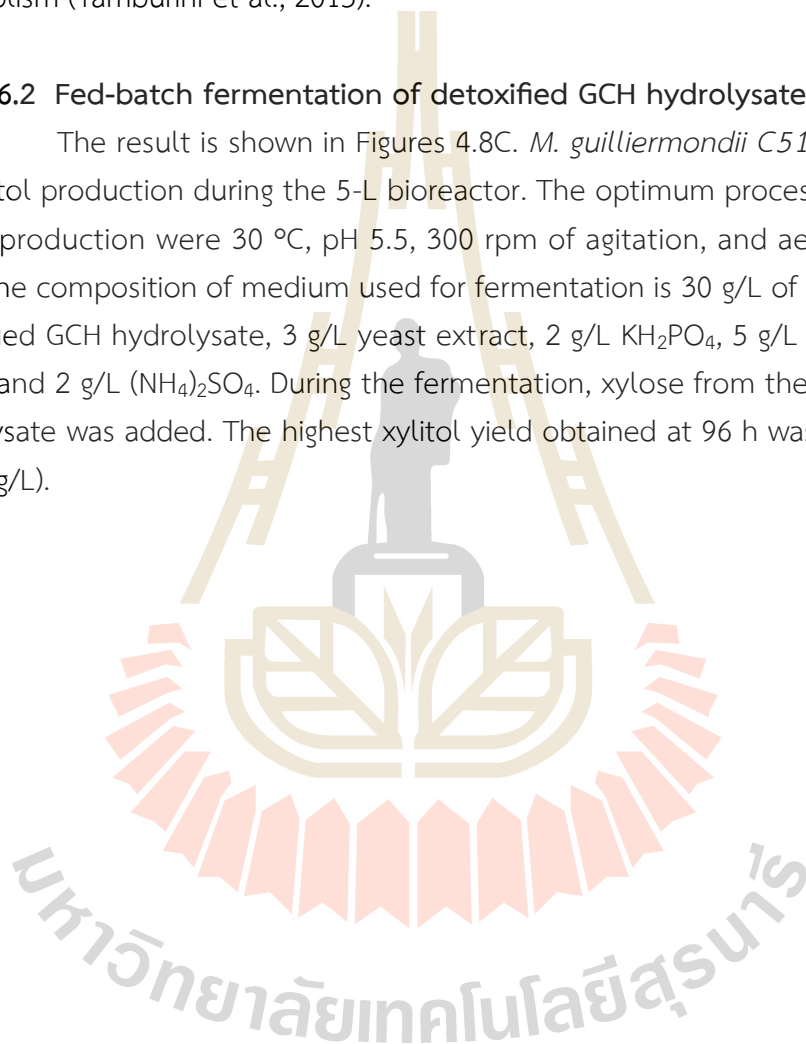 olism (Tamburini et al., 2015).
6.2 Fed-batch fermentation of detoxified GCH hydrolysate
The result is shown in Figures 4.8C. M. guilliermondii C51
tol production during the 5-L bioreactor. The optimum proces
production were 30 °C, pH 5.5, 300 rpm of agitation, and ae
he composition of medium used for fermentation is 30 g/L of
ed GCH hydrolysate, 3 g/L yeast extract, 2 g/L KH₂PO₄, 5 g/L
and 2 g/L (NH₄)₂SO₄. During the fermentation, xylose from the
ysate was added. The highest xylitol yield obtained at 96 h was
g/L).
มหาวิทยาลัยเทคโนโลยีสุรนารี